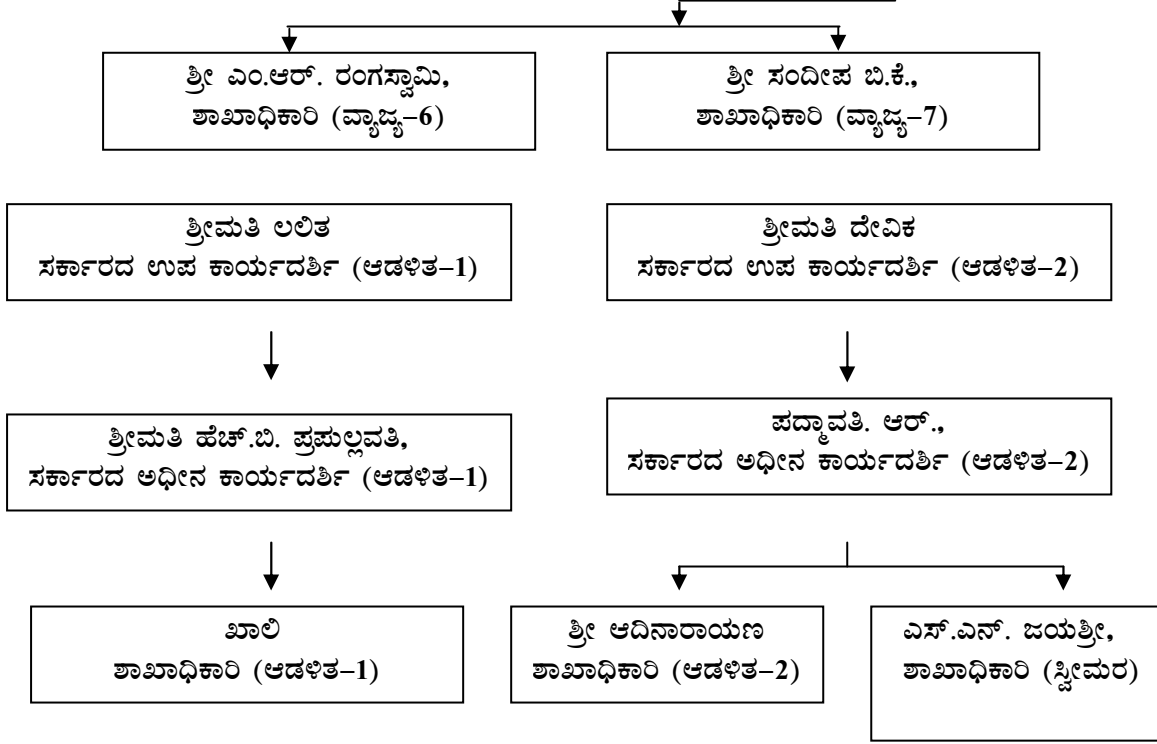 ಶ್ರೀ ಎಂ.ಆರ್. ರಂಗಸ್ವಾಮಿ,
ಶಾಖಾಧಿಕಾರಿ (ವ್ಯಾಜ್ಯ–6)
ಶ್ರೀ ಸಂದೀಪ ಬಿ.ಕೆ.,
ಶಾಖಾಧಿಕಾರಿ (ವ್ಯಾಜ್ಯ–7)
ಶ್ರೀಮತಿ ಲಲಿತ
ಸರ್ಕಾರದ ಉಪ ಕಾರ್ಯದರ್ಶಿ (ಆಡಳಿತ–1)
ಶ್ರೀಮತಿ ದೇವಿಕ
ಸರ್ಕಾರದ ಉಪ ಕಾರ್ಯದರ್ಶಿ (ಆಡಳಿತ–2)
ಶ್ರೀಮತಿ ಹೆಚ್.ಬಿ. ಪ್ರಪುಲ್ಲವತಿ,
ಸರ್ಕಾರದ ಅಧೀನ ಕಾರ್ಯದರ್ಶಿ (ಆಡಳಿತ–1)
ಪದ್ಮಾವತಿ. ಆರ್.,
ಸರ್ಕಾರದ ಅಧೀನ ಕಾರ್ಯದರ್ಶಿ (ಆಡಳಿತ–2)
ಖಾಲಿ
ಶಾಖಾಧಿಕಾರಿ (ಆಡಳಿತ–1)
ಶ್ರೀ ಆದಿನಾರಾಯಣ
ಶಾಖಾಧಿಕಾರಿ (ಆಡಳಿತ–2)
ಎಸ್.ಎನ್. ಜಯಶ್ರೀ,
ಶಾಖಾಧಿಕಾರಿ (ಸ್ವೀಮರ)